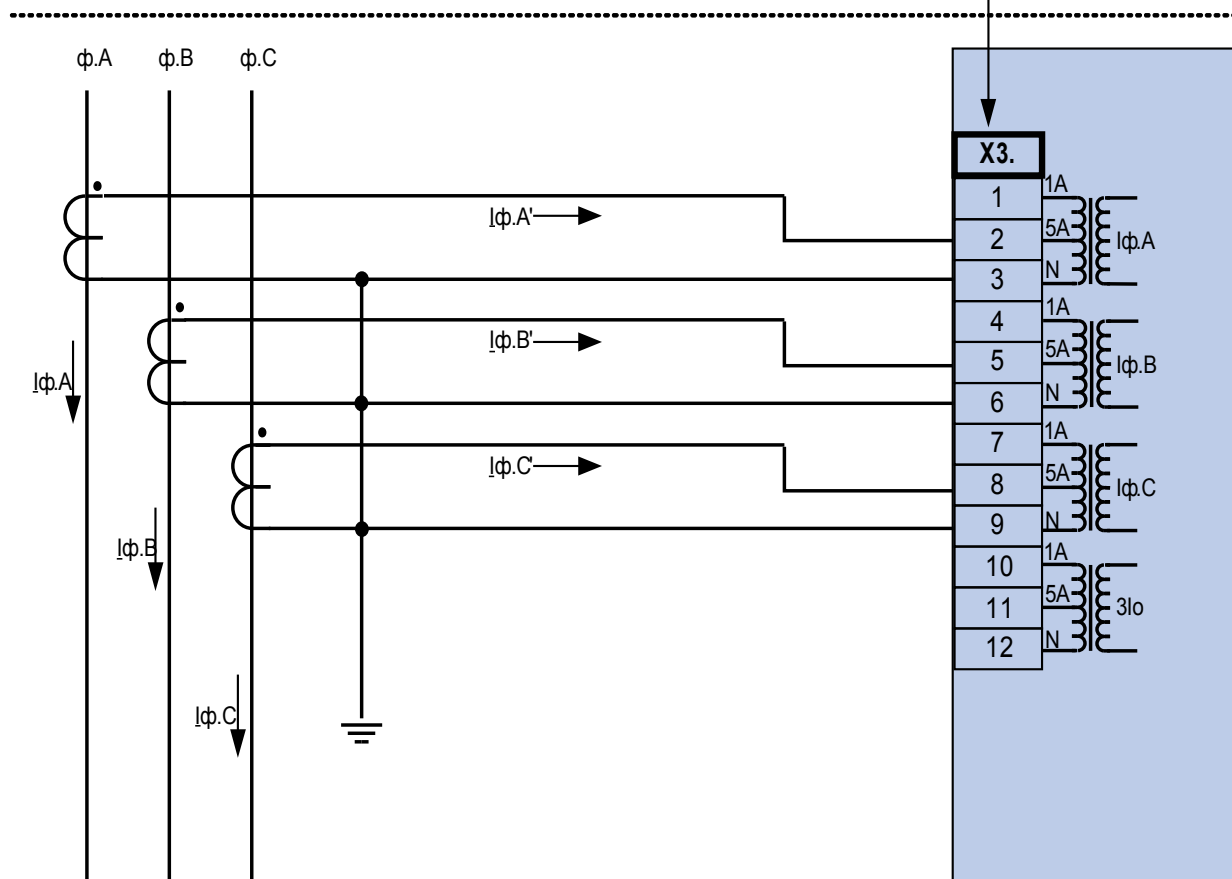 ф.А ф.В ф.С
Х3.
1 1А
Iф.А'
2 5А Iф.А
3 N
4 1А
Iф.В'
5 5А Iф.В
Iф.А
6 N
7 1А
Iф.С'
8 5А Iф.С
9 N
Iф.В
10 1А
11 5А 3Iо
12 N
Iф.С